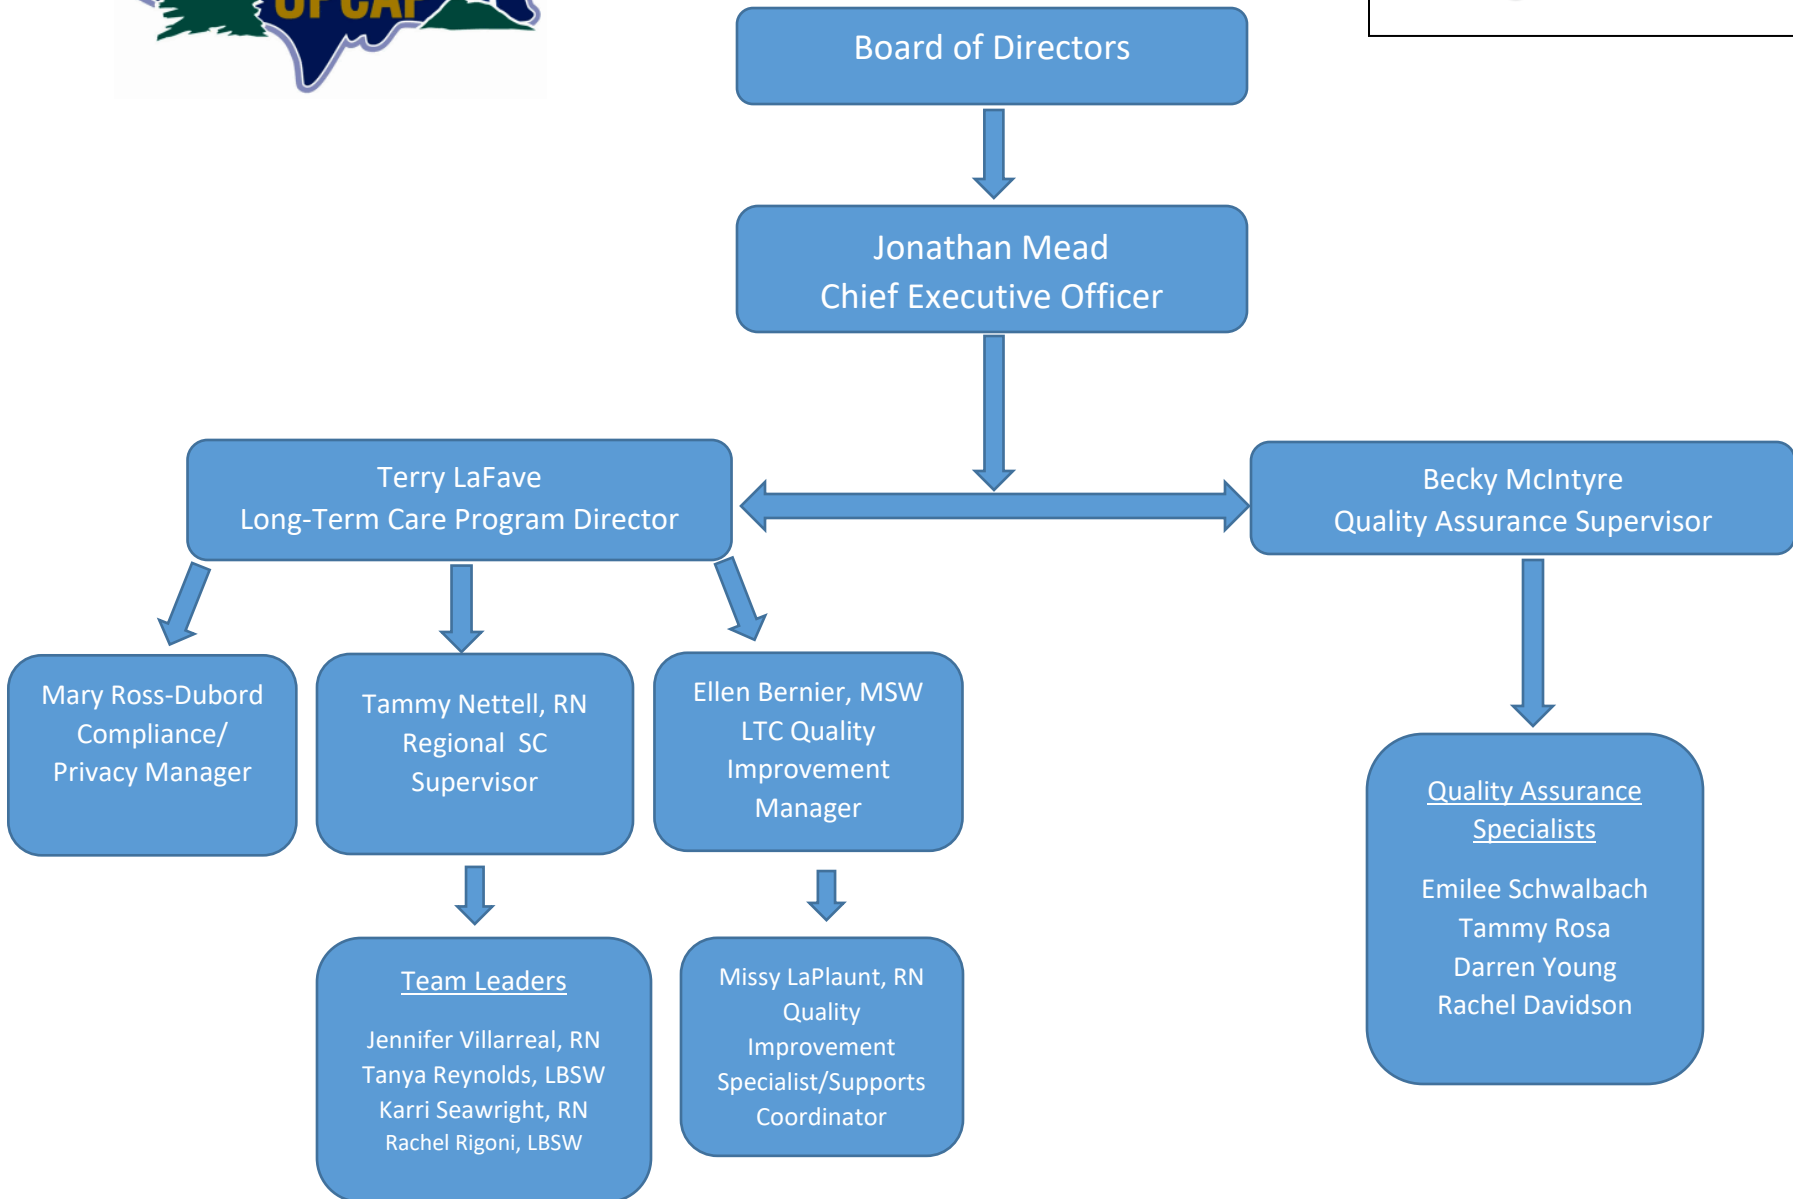 UPCAP
Board of Directors
Jonathan Mead
Chief Executive Officer
Terry LaFave
Long-Term Care Program Director
Becky McIntyre
Quality Assurance Supervisor
Mary Ross-Dubord
Compliance/
Privacy Manager
Tammy Nettell, RN
Regional  SC
Supervisor
Ellen Bernier, MSW
LTC Quality
Improvement
Manager
Quality Assurance
Specialists
Emilee Schwalbach
Tammy Rosa
Darren Young
Rachel Davidson
Team Leaders
Jennifer Villarreal, RN
Tanya Reynolds, LBSW
Karri Seawright, RN
Rachel Rigoni, LBSW
Missy LaPlaunt, RN
Quality
Improvement
Specialist/Supports
Coordinator